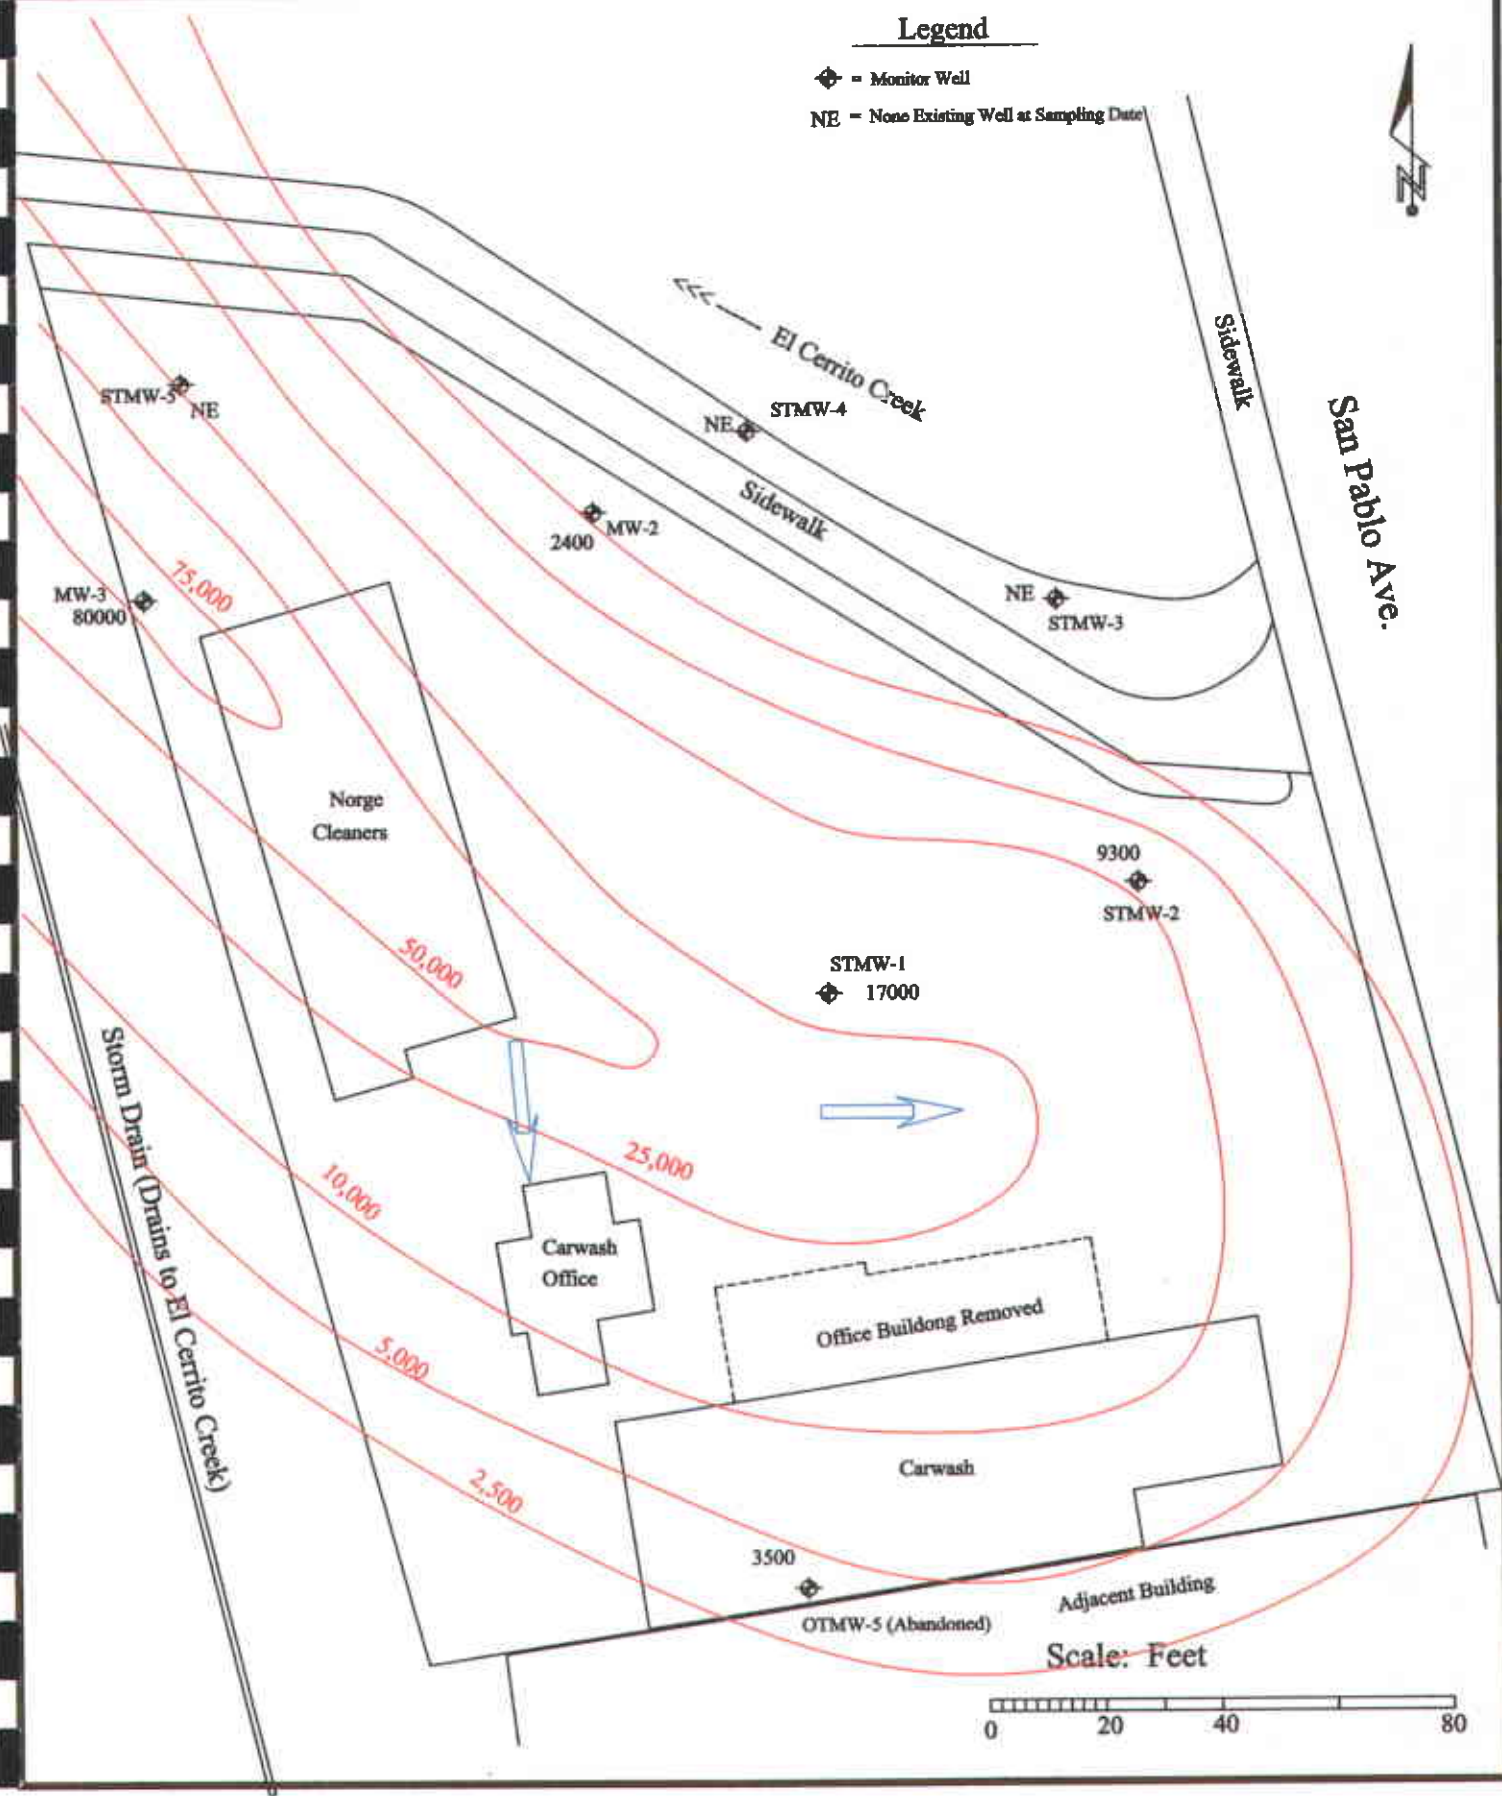 Legend
= Monitor Well
NE = None Existing Well at Sampling Date
N
<<< El Cerrito Creek
Sidewalk
San Pablo Ave.
STMW-5
NE
NE
STMW-4
Sidewalk
MW-2
2400
NE
STMW-3
MW-3
80000
75,000
Norge
Cleaners
9300
STMW-2
STMW-1
17000
50,000
Storm Drain (Drains to El Cerrito Creek)
25,000
10,000
Carwash
Office
Office Buildong Removed
5,000
Carwash
2,500
3500
OTMW-5 (Abandoned)
Adjacent Building
Scale: Feet
0 20 40 80